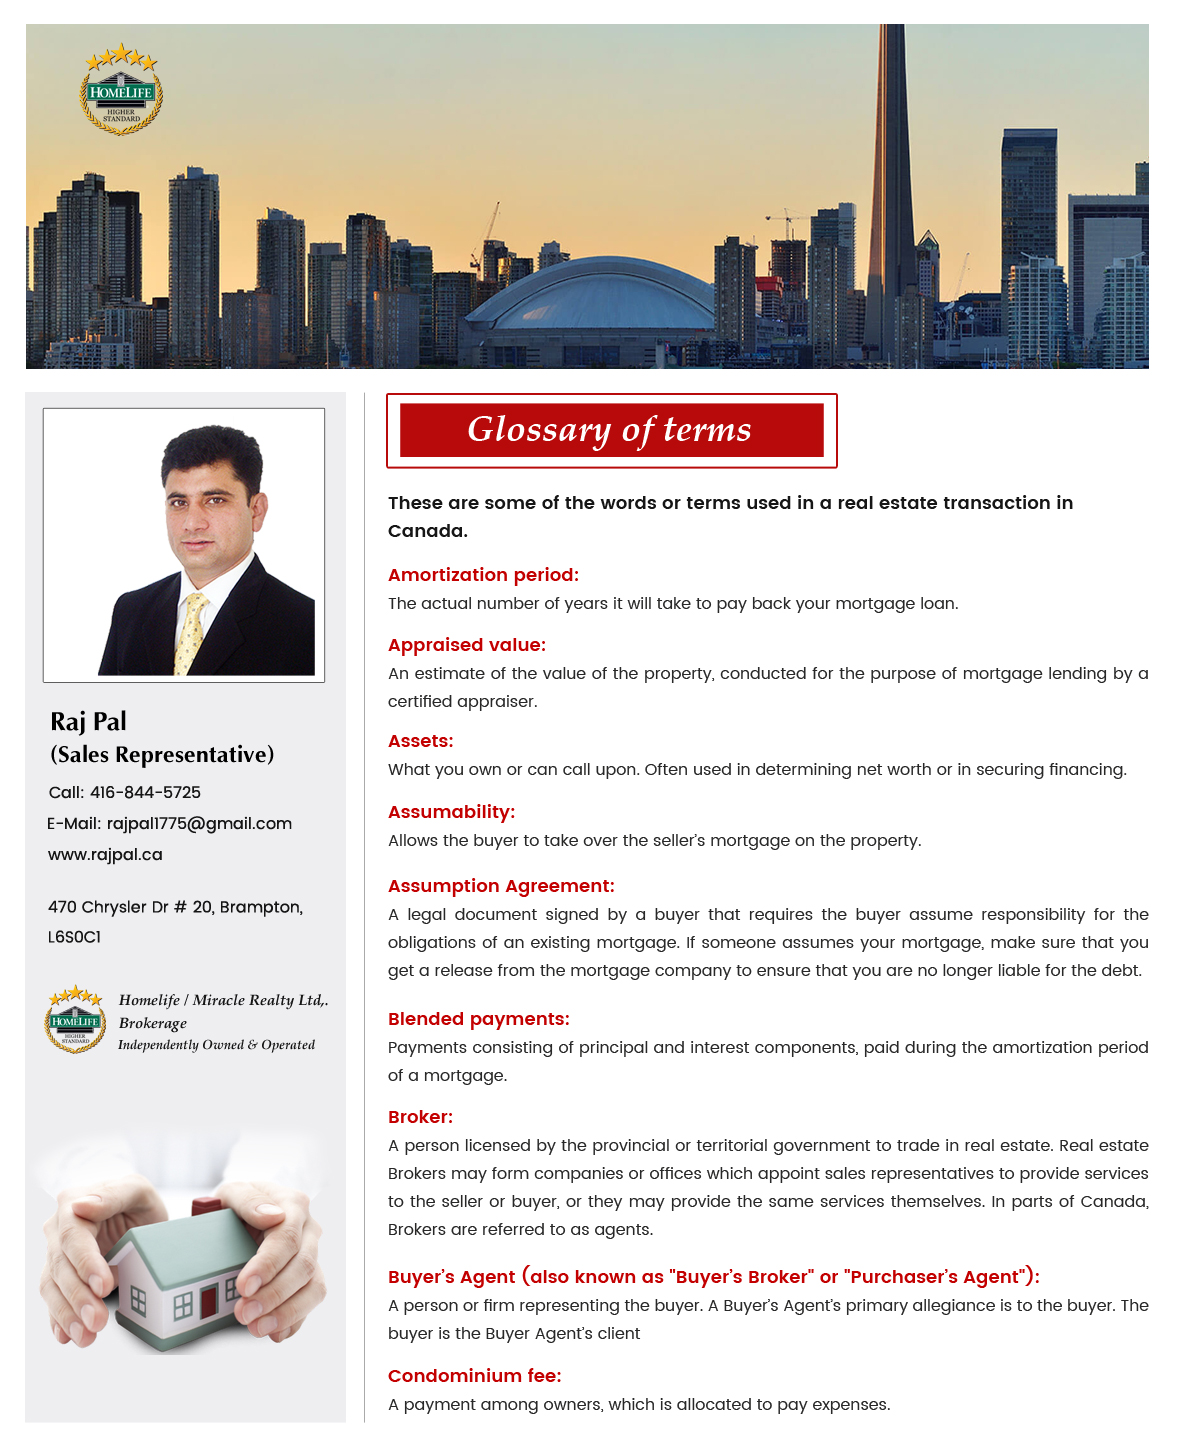 HOMELIFE
HIGHER
STANDARD
Raj Pal
(Sales Representative)
Call: 416-844-5725
E-Mail: rajpal1775@gmail.com
www.rajpal.ca
470 Chrysler Dr # 20, Brampton,
L6S0C1
HOMELIFE
HIGHER
STANDARD
Homelife / Miracle Realty Ltd,.
Brokerage
Independently Owned & Operated
Glossary of terms
These are some of the words or terms used in a real estate transaction in
Canada.
Amortization period:
The actual number of years it will take to pay back your mortgage loan.
Appraised value:
An estimate of the value of the property, conducted for the purpose of mortgage lending by a
certified appraiser.
Assets:
What you own or can call upon. Often used in determining net worth or in securing financing.
Assumability:
Allows the buyer to take over the seller's mortgage on the property.
Assumption Agreement:
A legal document signed by a buyer that requires the buyer assume responsibility for the
obligations of an existing mortgage. If someone assumes your mortgage, make sure that you
get a release from the mortgage company to ensure that you are no longer liable for the debt.
Blended payments:
Payments consisting of principal and interest components, paid during the amortization period
of a mortgage.
Broker:
A person licensed by the provincial or territorial government to trade in real estate. Real estate
Brokers may form companies or offices which appoint sales representatives to provide services
to the seller or buyer, or they may provide the same services themselves. In parts of Canada,
Brokers are referred to as agents.
Buyer's Agent (also known as "Buyer's Broker" or "Purchaser's Agent"):
A person or firm representing the buyer. A Buyer's Agent's primary allegiance is to the buyer. The
buyer is the Buyer Agent's client
Condominium fee:
A payment among owners, which is allocated to pay expenses.